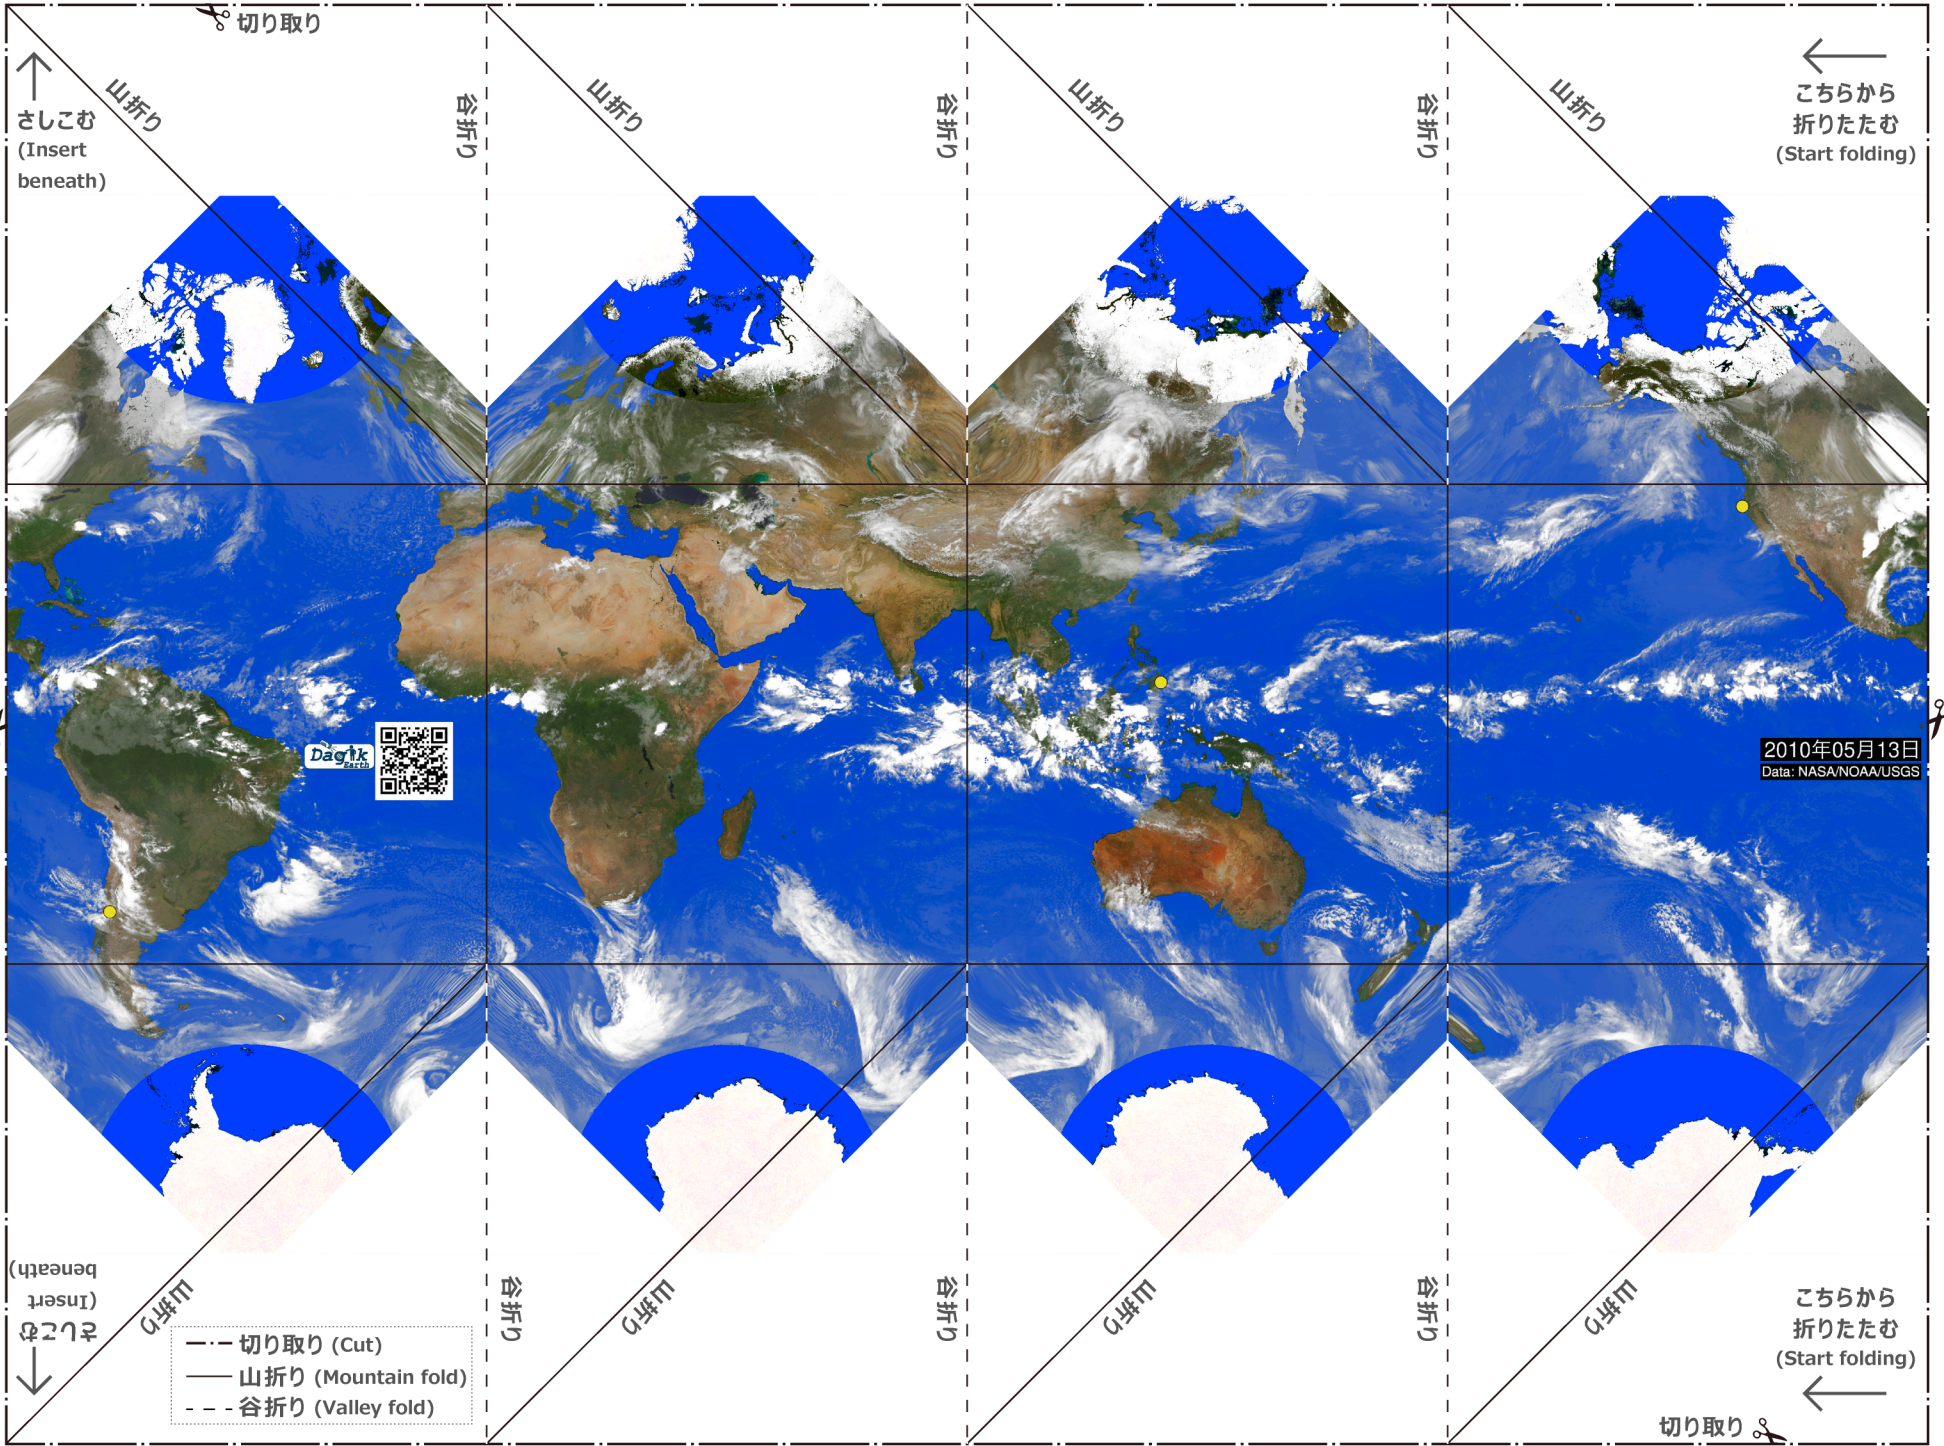 切り取り
山折り
谷折り
山折り
谷折り
山折り
谷折り
山折り
さしこむ
(Insert
beneath)
こちらから
折りたたむ
(Start folding)
Dagik
Earth
2010年05月13日
Data: NASA/NOAA/USGS
さしこむ
(Insert
beneath)
山折り
谷折り
山折り
谷折り
山折り
谷折り
山折り
こちらから
折りたたむ
(Start folding)
切り取り (Cut)
山折り (Mountain fold)
谷折り (Valley fold)
切り取り